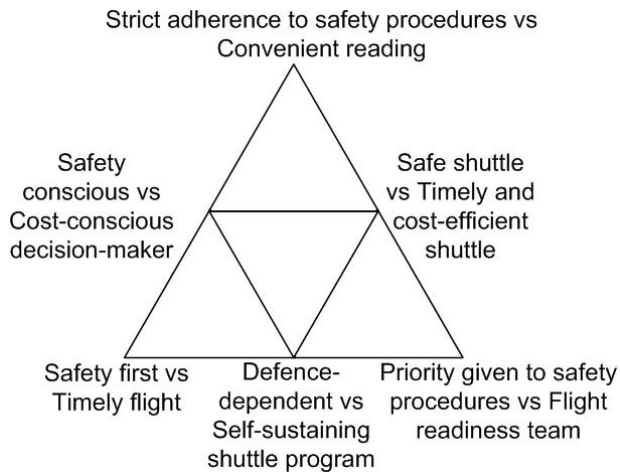 Strict adherence to safety procedures vs
Convenient reading
Safety
conscious vs
Cost-conscious
decision-maker
Safe shuttle
vs Timely and
cost-efficient
shuttle
Safety first vs
Timely flight
Defence-
dependent vs
Self-sustaining
shuttle program
Priority given to safety
procedures vs Flight
readiness team